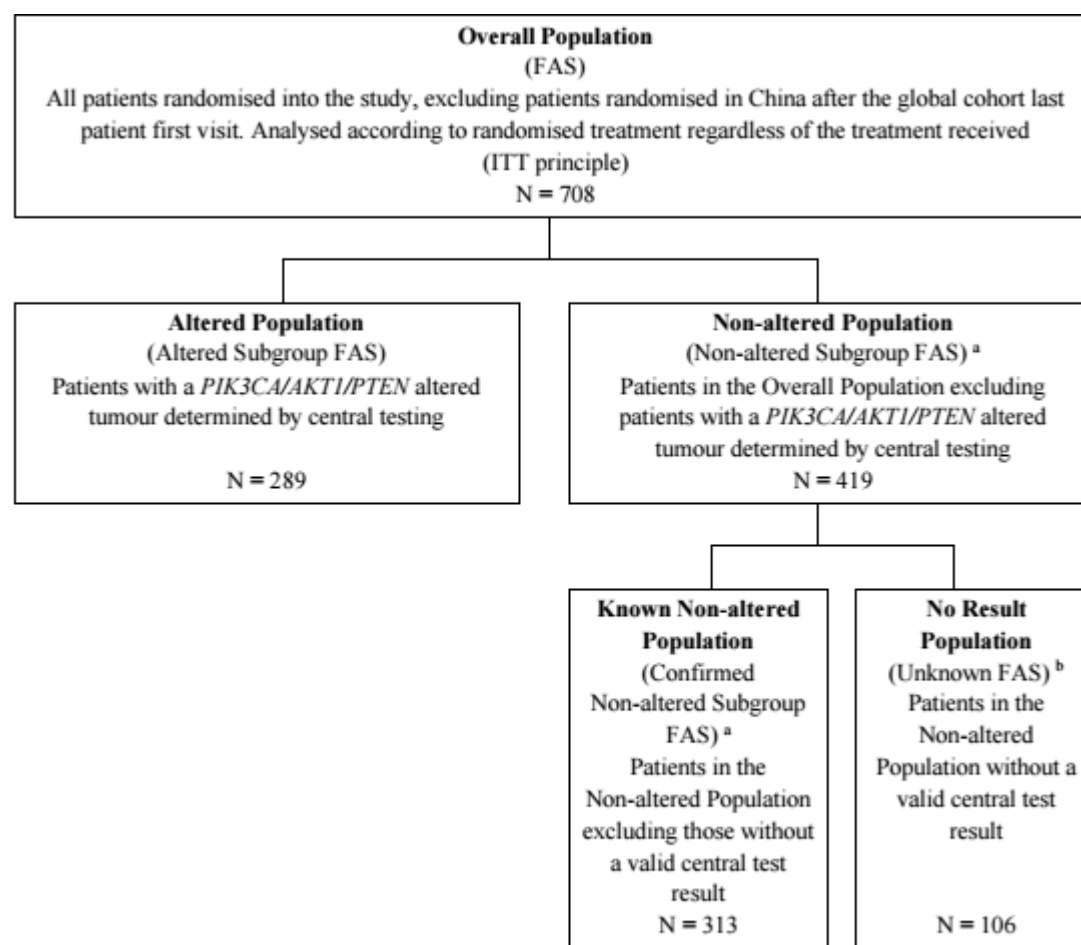 Overall Population
(FAS)
All patients randomised into the study, excluding patients randomised in China after the global cohort last
patient first visit. Analysed according to randomised treatment regardless of the treatment received
(ITT principle)
N = 708
Altered Population
(Altered Subgroup FAS)
Patients with a PIK3CA/AKT1/PTEN altered
tumour determined by central testing
N = 289
Non-altered Population
(Non-altered Subgroup FAS) a
Patients in the Overall Population excluding
patients with a PIK3CA/AKT1/PTEN altered
tumour determined by central testing
N = 419
Known Non-altered
Population
(Confirmed
Non-altered Subgroup
FAS) a
Patients in the
Non-altered Population
excluding those without
a valid central test
result
N = 313
No Result
Population
(Unknown FAS) b
Patients in the
Non-altered
Population without a
valid central test
result
N = 106